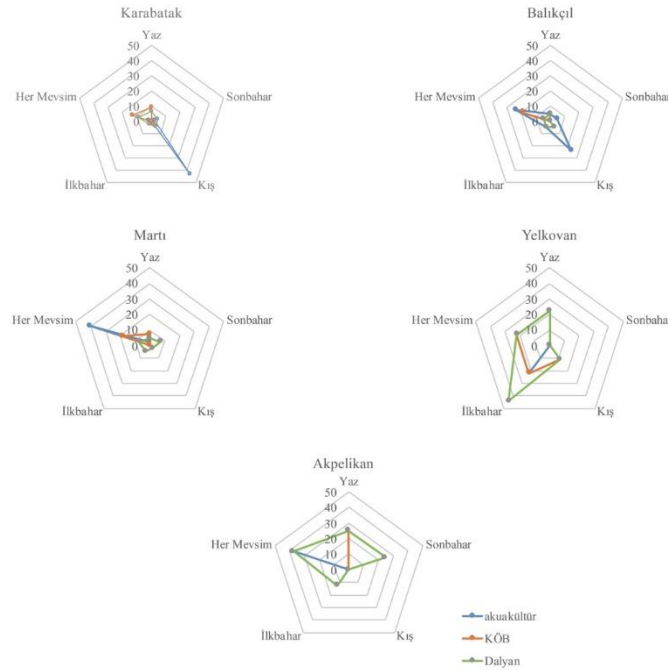 Karabatak
Yaz
50
40
30
20
10
0
Her Mevsim
Sonbahar
İlkbahar
Kış
Balıkçıl
Yaz
50
40
30
20
10
0
Her Mevsim
Sonbahar
İlkbahar
Kış
Martı
Yaz
50
40
30
20
10
0
Her Mevsim
Sonbahar
İlkbahar
Kış
Yelkovan
Yaz
50
40
30
20
10
0
Her Mevsim
Sonbahar
İlkbahar
Kış
Akpelikan
Yaz
50
40
30
20
10
0
Her Mevsim
Sonbahar
İlkbahar
Kış
akuakültür
KÖB
Dalyan